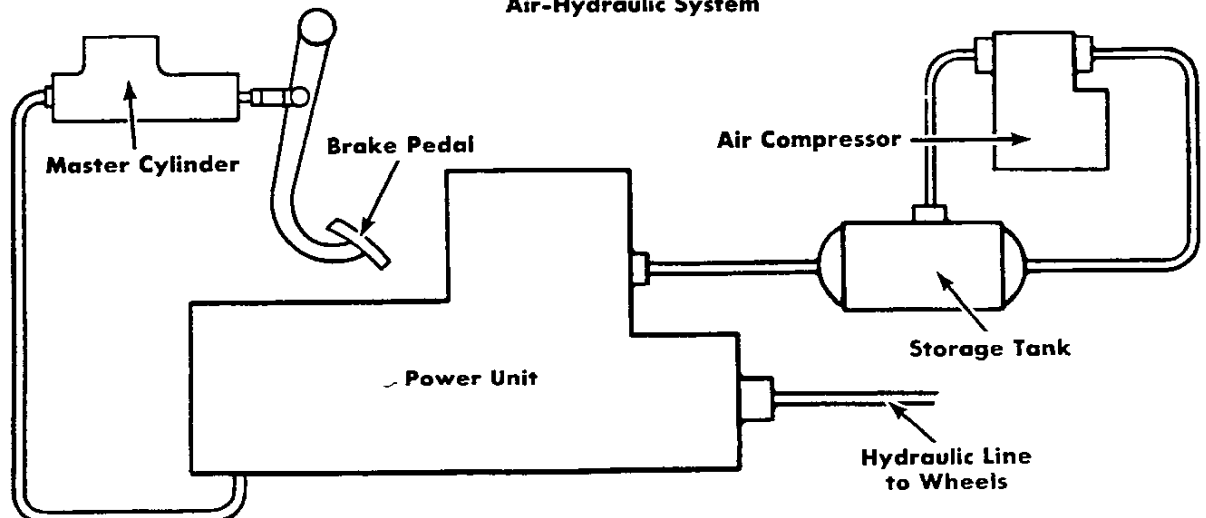 Air-Hydraulic System
Master Cylinder
Brake Pedal
Air Compressor
Storage Tank
Power Unit
Hydraulic Line
to Wheels